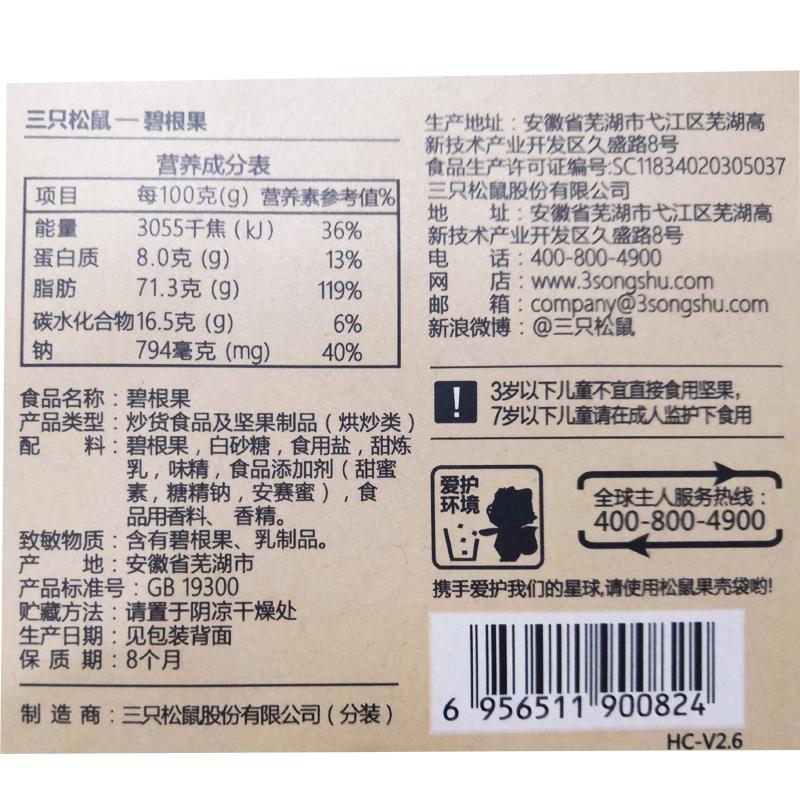 三只松鼠—碧根果
营养成分表
项目 每100克(g) 营养素参考值%
能量 3055千焦(kJ) 36%
蛋白质 8.0克(g) 13%
脂肪 71.3克(g) 119%
碳水化合物 16.5克(g) 6%
钠 794毫克(mg) 40%
食品名称：碧根果
产品类型：炒货食品及坚果制品（烘炒类）
配料：碧根果，白砂糖，食用盐，甜炼
乳，味精，食品添加剂（甜蜜
素，糖精钠，安赛蜜），食
品用香料、香精。
致敏物质：含有碧根果、乳制品。
产地：安徽省芜湖市
产品标准号：GB 19300
贮藏方法：请置于阴凉干燥处
生产日期：见包装背面
保质期：8个月
制造商：三只松鼠股份有限公司（分装）
生产地址：安徽省芜湖市弋江区芜湖高
新技术产业开发区久盛路8号
食品生产许可证编号:SC11834020305037
三只松鼠股份有限公司
地址：安徽省芜湖市弋江区芜湖高
新技术产业开发区久盛路8号
电话：400-800-4900
网店：www.3songshu.com
邮箱：company@3songshu.com
新浪微博：@三只松鼠
!
3岁以下儿童不宜直接食用坚果，
7岁以下儿童请在成人监护下食用
爱护
环境
全球主人服务热线：
400-800-4900
携手爱护我们的星球,请使用松鼠果壳袋哟!
6 956511 900824
HC-V2.6